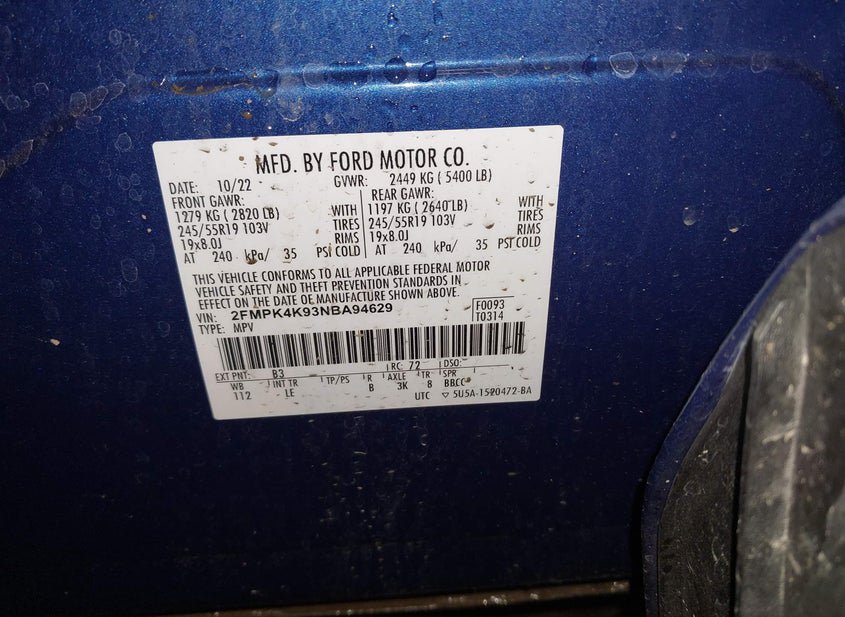 MFD. BY FORD MOTOR CO.
DATE: 10/22 GVWR: 2449 KG ( 5400 LB)
FRONT GAWR: REAR GAWR:
1279 KG ( 2820 LB) WITH 1197 KG ( 2640 LB) WITH
245/55R19 103V TIRES 245/55R19 103V TIRES
19x8.0J RIMS 19x8.0J RIMS
AT 240 kPa/ 35 PSI COLD AT 240 kPa/ 35 PSI COLD
THIS VEHICLE CONFORMS TO ALL APPLICABLE FEDERAL MOTOR
VEHICLE SAFETY AND THEFT PREVENTION STANDARDS IN
EFFECT ON THE DATE OF MANUFACTURE SHOWN ABOVE.
VIN: 2FMPK4K93NBA94629 F0093
TYPE: MPV T0314
EXT PNT: B3 RC: 72 DSO:
WB INT TR TP/PS R AXLE TR SPR
112 LE B 3K 8 BBCC
UTC ▽ 5U5A-1520472-BA